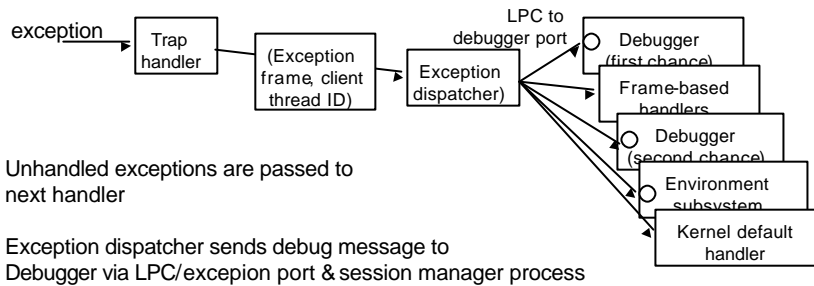 exception
Trap
handler
(Exception
frame, client
thread ID)
Exception
dispatcher)
LPC to
debugger port
Debugger
(first chance)
Frame-based
handlers
Debugger
(second chance)
Environment
subsystem
Kernel default
handler
Unhandled exceptions are passed to
next handler
Exception dispatcher sends debug message to
Debugger via LPC/excepion port & session manager process